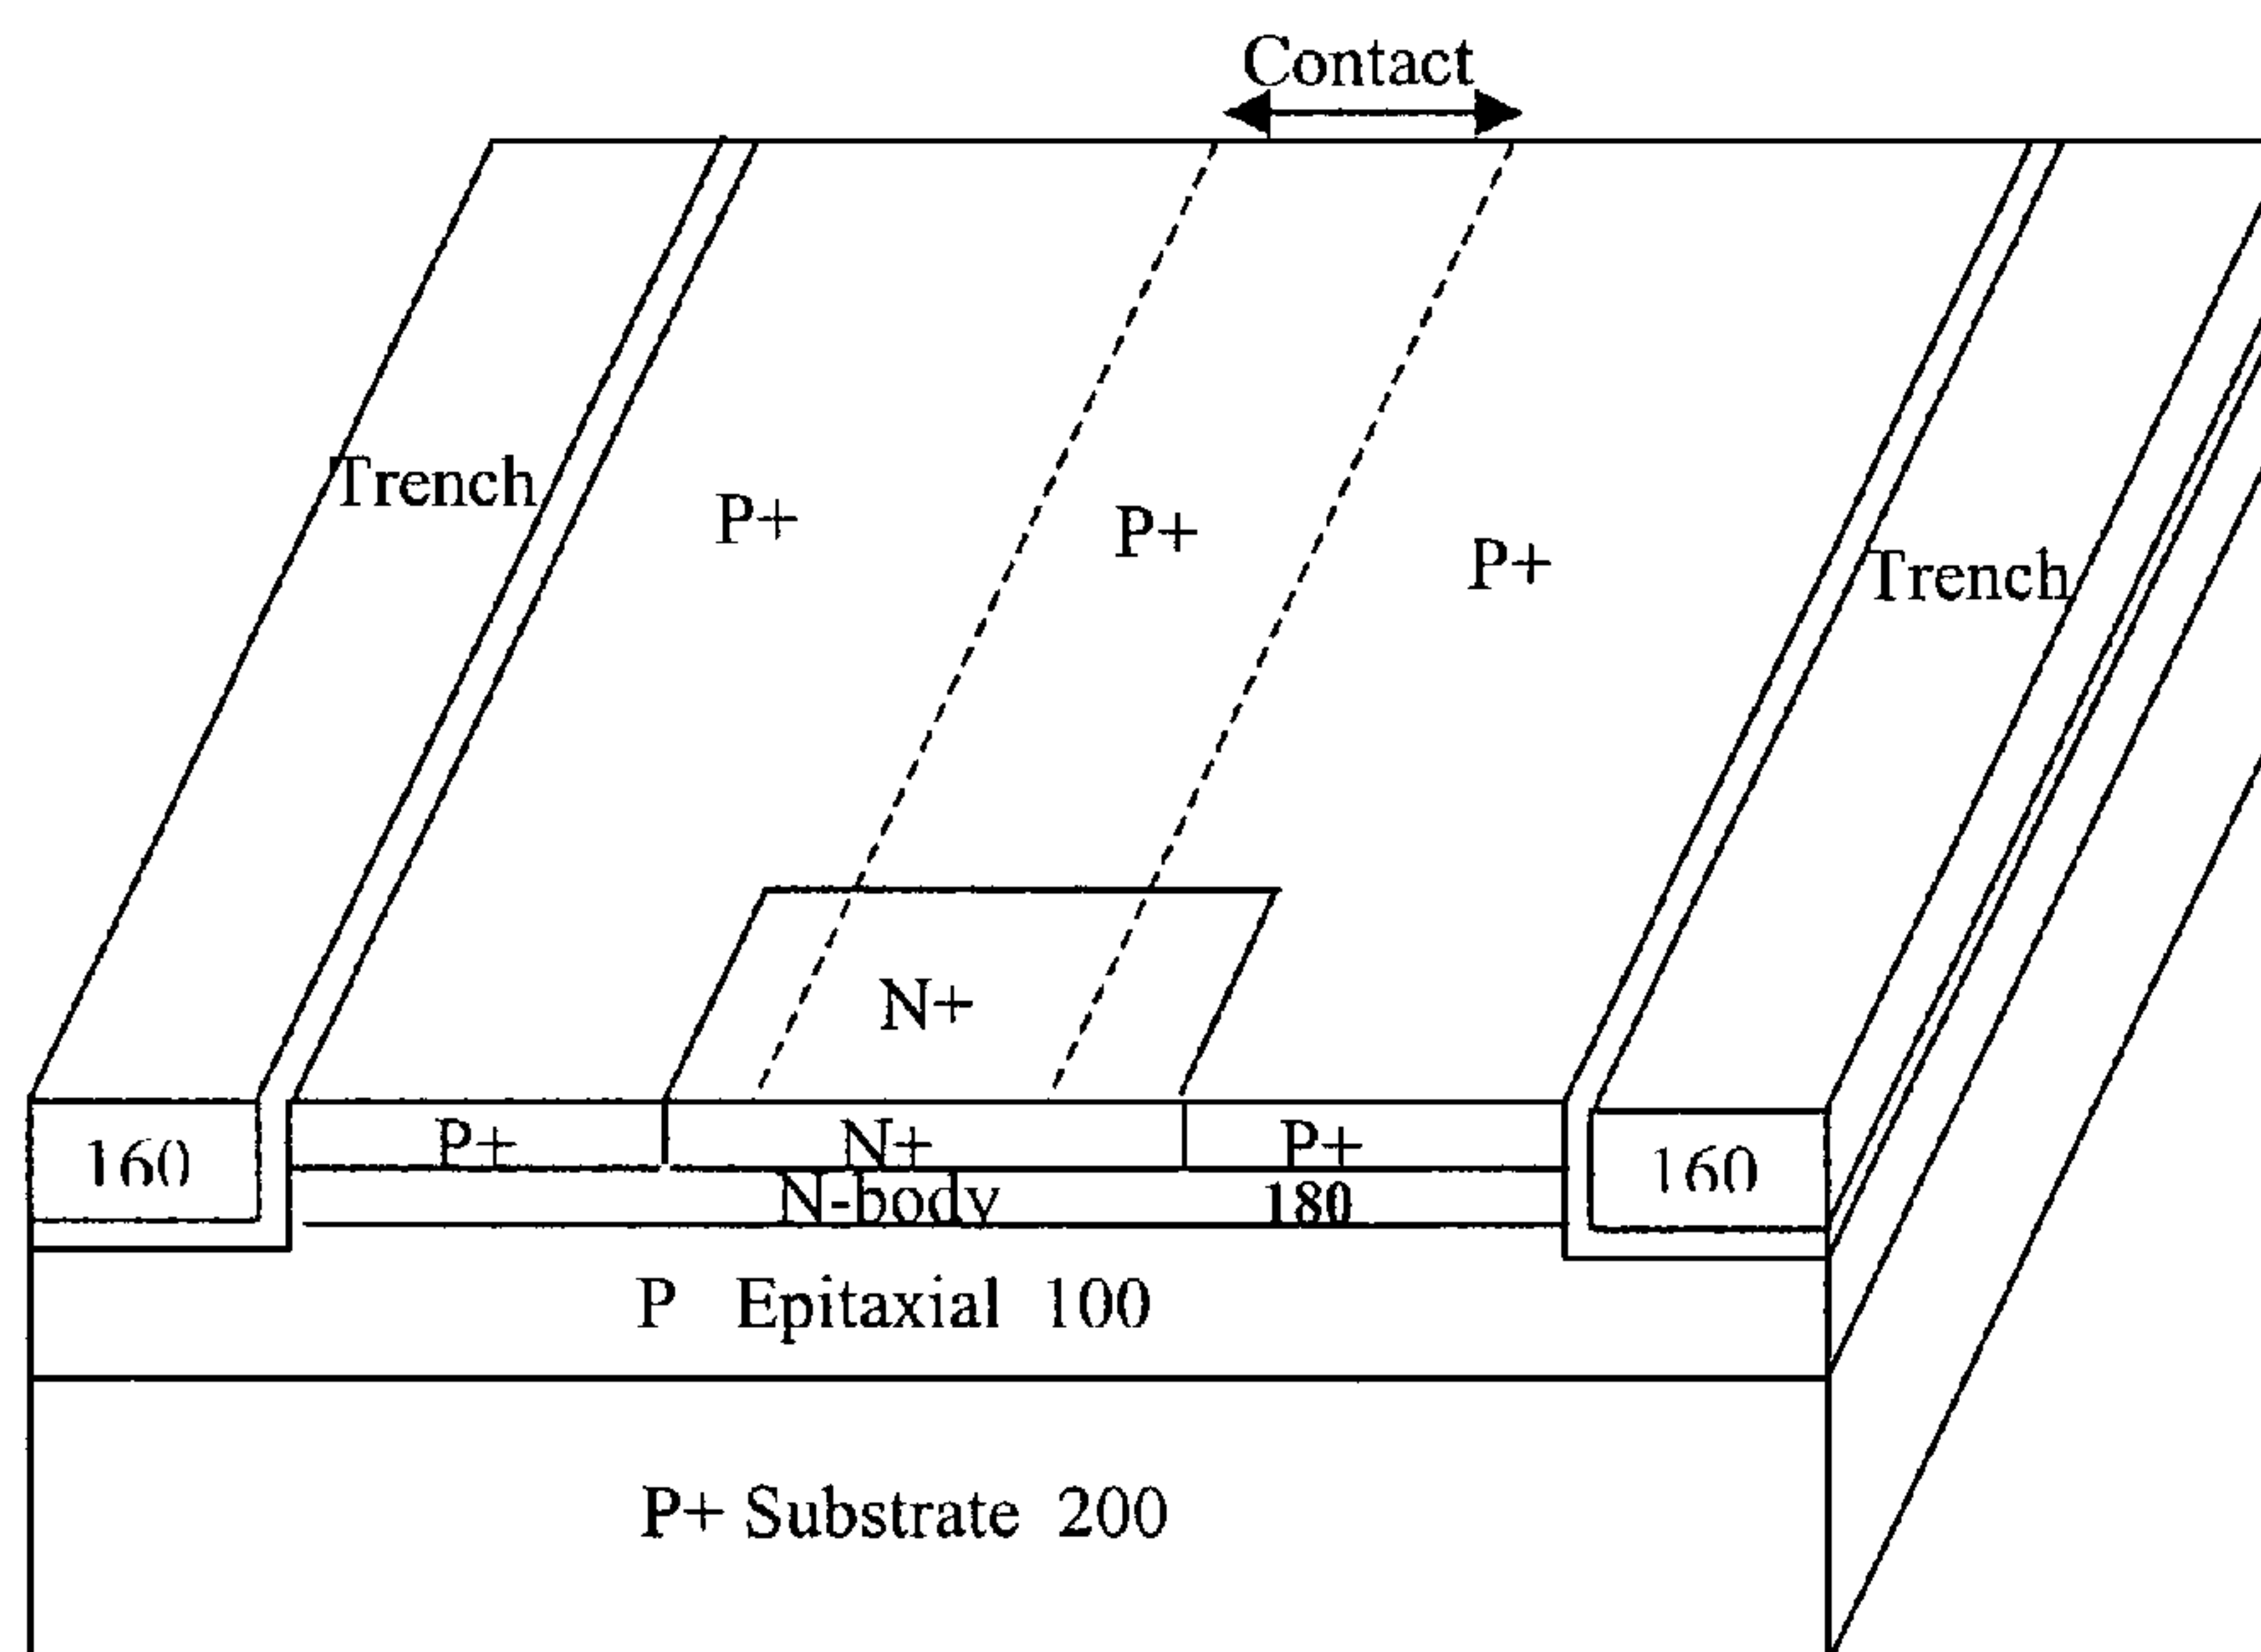 Contact
Trench
P+
P+
P+
Trench
N+
160
P+
N+
P+
160
N-body 180
P Epitaxial 100
P+ Substrate 200